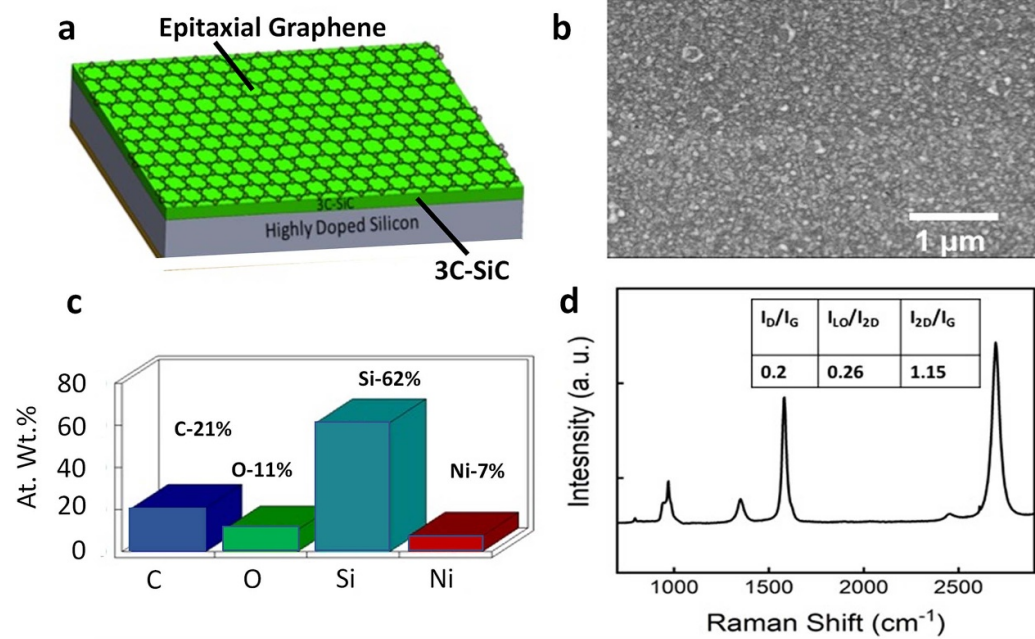 a
Epitaxial Graphene
3C-SiC
Highly Doped Silicon
3C-SiC
b
1 µm
c
At. Wt.%
80
60
40
20
0
C-21%
O-11%
Si-62%
Ni-7%
C O Si Ni
d
Intesnsity (a. u.)
I_D/I_G I_LO/I_2D I_2D/I_G
0.2 0.26 1.15
1000 1500 2000 2500
Raman Shift (cm⁻¹)